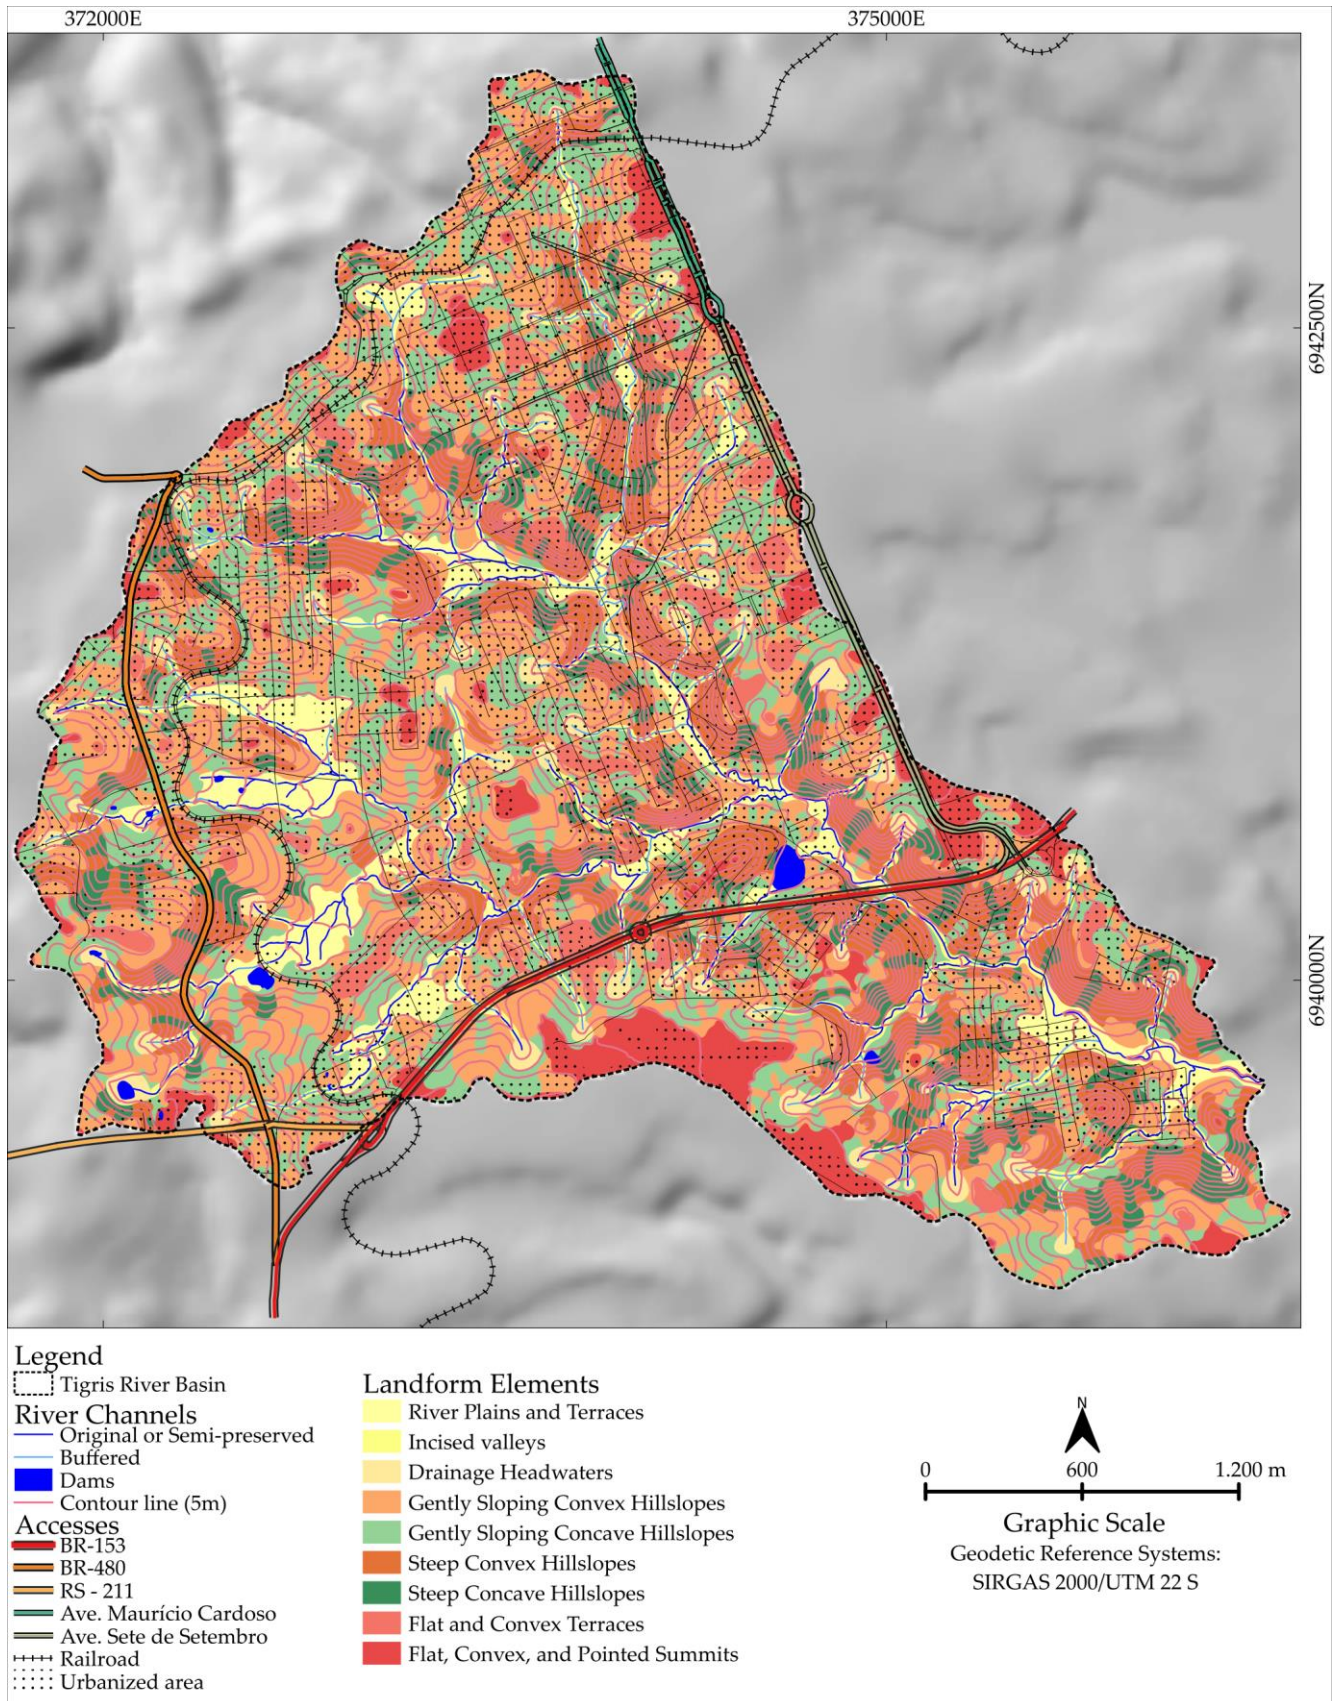 372000E
375000E
6942500N
694000N
Legend
Tigris River Basin
River Channels
Original or Semi-preserved
Buffered
Dams
Contour line (5m)
Accesses
BR-153
BR-480
RS - 211
Ave. Maurício Cardoso
Ave. Sete de Setembro
Railroad
Urbanized area
Landform Elements
River Plains and Terraces
Incised valleys
Drainage Headwaters
Gently Sloping Convex Hillslopes
Gently Sloping Concave Hillslopes
Steep Convex Hillslopes
Steep Concave Hillslopes
Flat and Convex Terraces
Flat, Convex, and Pointed Summits
N
0 600 1.200 m
Graphic Scale
Geodetic Reference Systems:
SIRGAS 2000/UTM 22 S